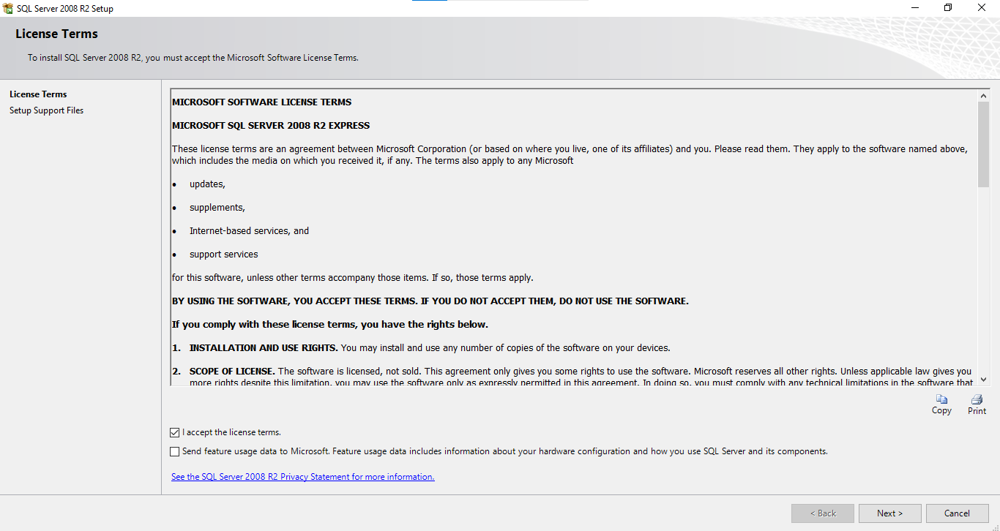 SQL Server 2008 R2 Setup
License Terms
To install SQL Server 2008 R2, you must accept the Microsoft Software License Terms.
License Terms
Setup Support Files
MICROSOFT SOFTWARE LICENSE TERMS
MICROSOFT SQL SERVER 2008 R2 EXPRESS
These license terms are an agreement between Microsoft Corporation (or based on where you live, one of its affiliates) and you. Please read them. They apply to the software named above,
which includes the media on which you received it, if any. The terms also apply to any Microsoft
• updates,
• supplements,
• Internet-based services, and
• support services
for this software, unless other terms accompany those items. If so, those terms apply.
BY USING THE SOFTWARE, YOU ACCEPT THESE TERMS. IF YOU DO NOT ACCEPT THEM, DO NOT USE THE SOFTWARE.
If you comply with these license terms, you have the rights below.
1. INSTALLATION AND USE RIGHTS. You may install and use any number of copies of the software on your devices.
2. SCOPE OF LICENSE. The software is licensed, not sold. This agreement only gives you some rights to use the software. Microsoft reserves all other rights. Unless applicable law gives you
more rights despite this limitation, you may use the software only as expressly permitted in this agreement. In doing so, you must comply with any technical limitations in the software that
Copy
Print
I accept the license terms.
Send feature usage data to Microsoft. Feature usage data includes information about your hardware configuration and how you use SQL Server and its components.
See the SQL Server 2008 R2 Privacy Statement for more information.
< Back
Next >
Cancel